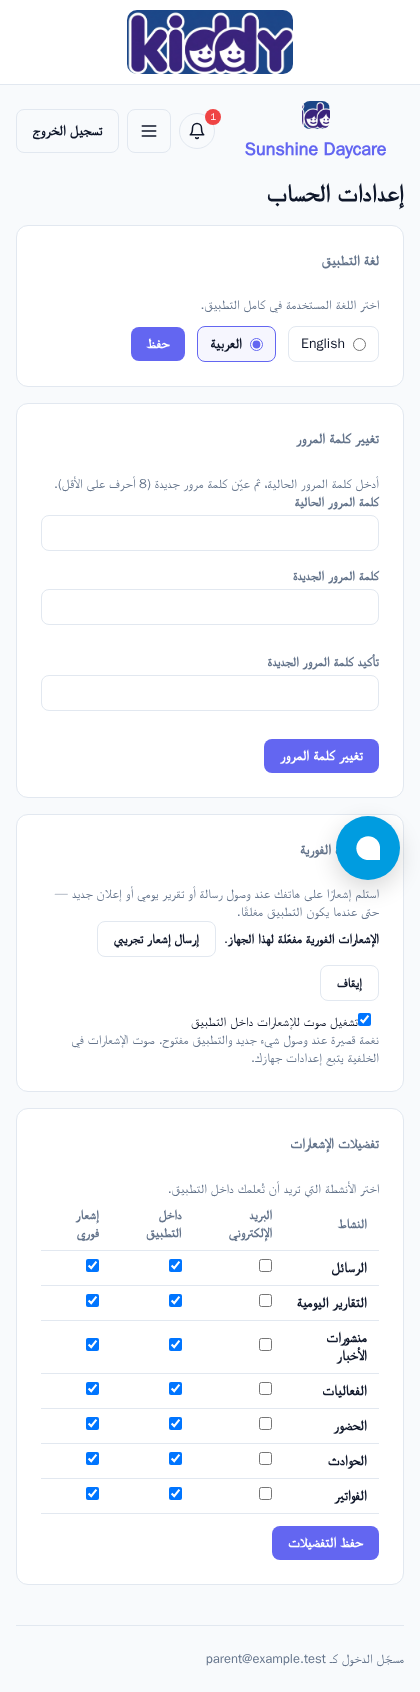 kiddy
Sunshine Daycare
1
تسجيل الخروج
إعدادات الحساب
لغة التطبيق
اختر اللغة المستخدمة في كامل التطبيق.
English
العربية
حفظ
تغيير كلمة المرور
أدخل كلمة المرور الحالية، ثم عيّن كلمة مرور جديدة (8 أحرف على الأقل).
كلمة المرور الحالية
كلمة المرور الجديدة
تأكيد كلمة المرور الجديدة
تغيير كلمة المرور
الفورية
استلم إشعارًا على هاتفك عند وصول رسالة أو تقرير يومي أو إعلان جديد —
حتى عندما يكون التطبيق مغلقًا.
الإشعارات الفورية مفعّلة لهذا الجهاز.
إرسال إشعار تجريبي
إيقاف
تشغيل صوت للإشعارات داخل التطبيق
نغمة قصيرة عند وصول شيء جديد والتطبيق مفتوح. صوت الإشعارات في
الخلفية يتبع إعدادات جهازك.
تفضيلات الإشعارات
اختر الأنشطة التي تريد أن نُعلمك داخل التطبيق.
النشاط
البريد الإلكتروني
داخل التطبيق
إشعار فوري
الرسائل
التقارير اليومية
منشورات الأخبار
الفعاليات
الحضور
الحوادث
الفواتير
حفظ التفضيلات
مسجّل الدخول كـ parent@example.test